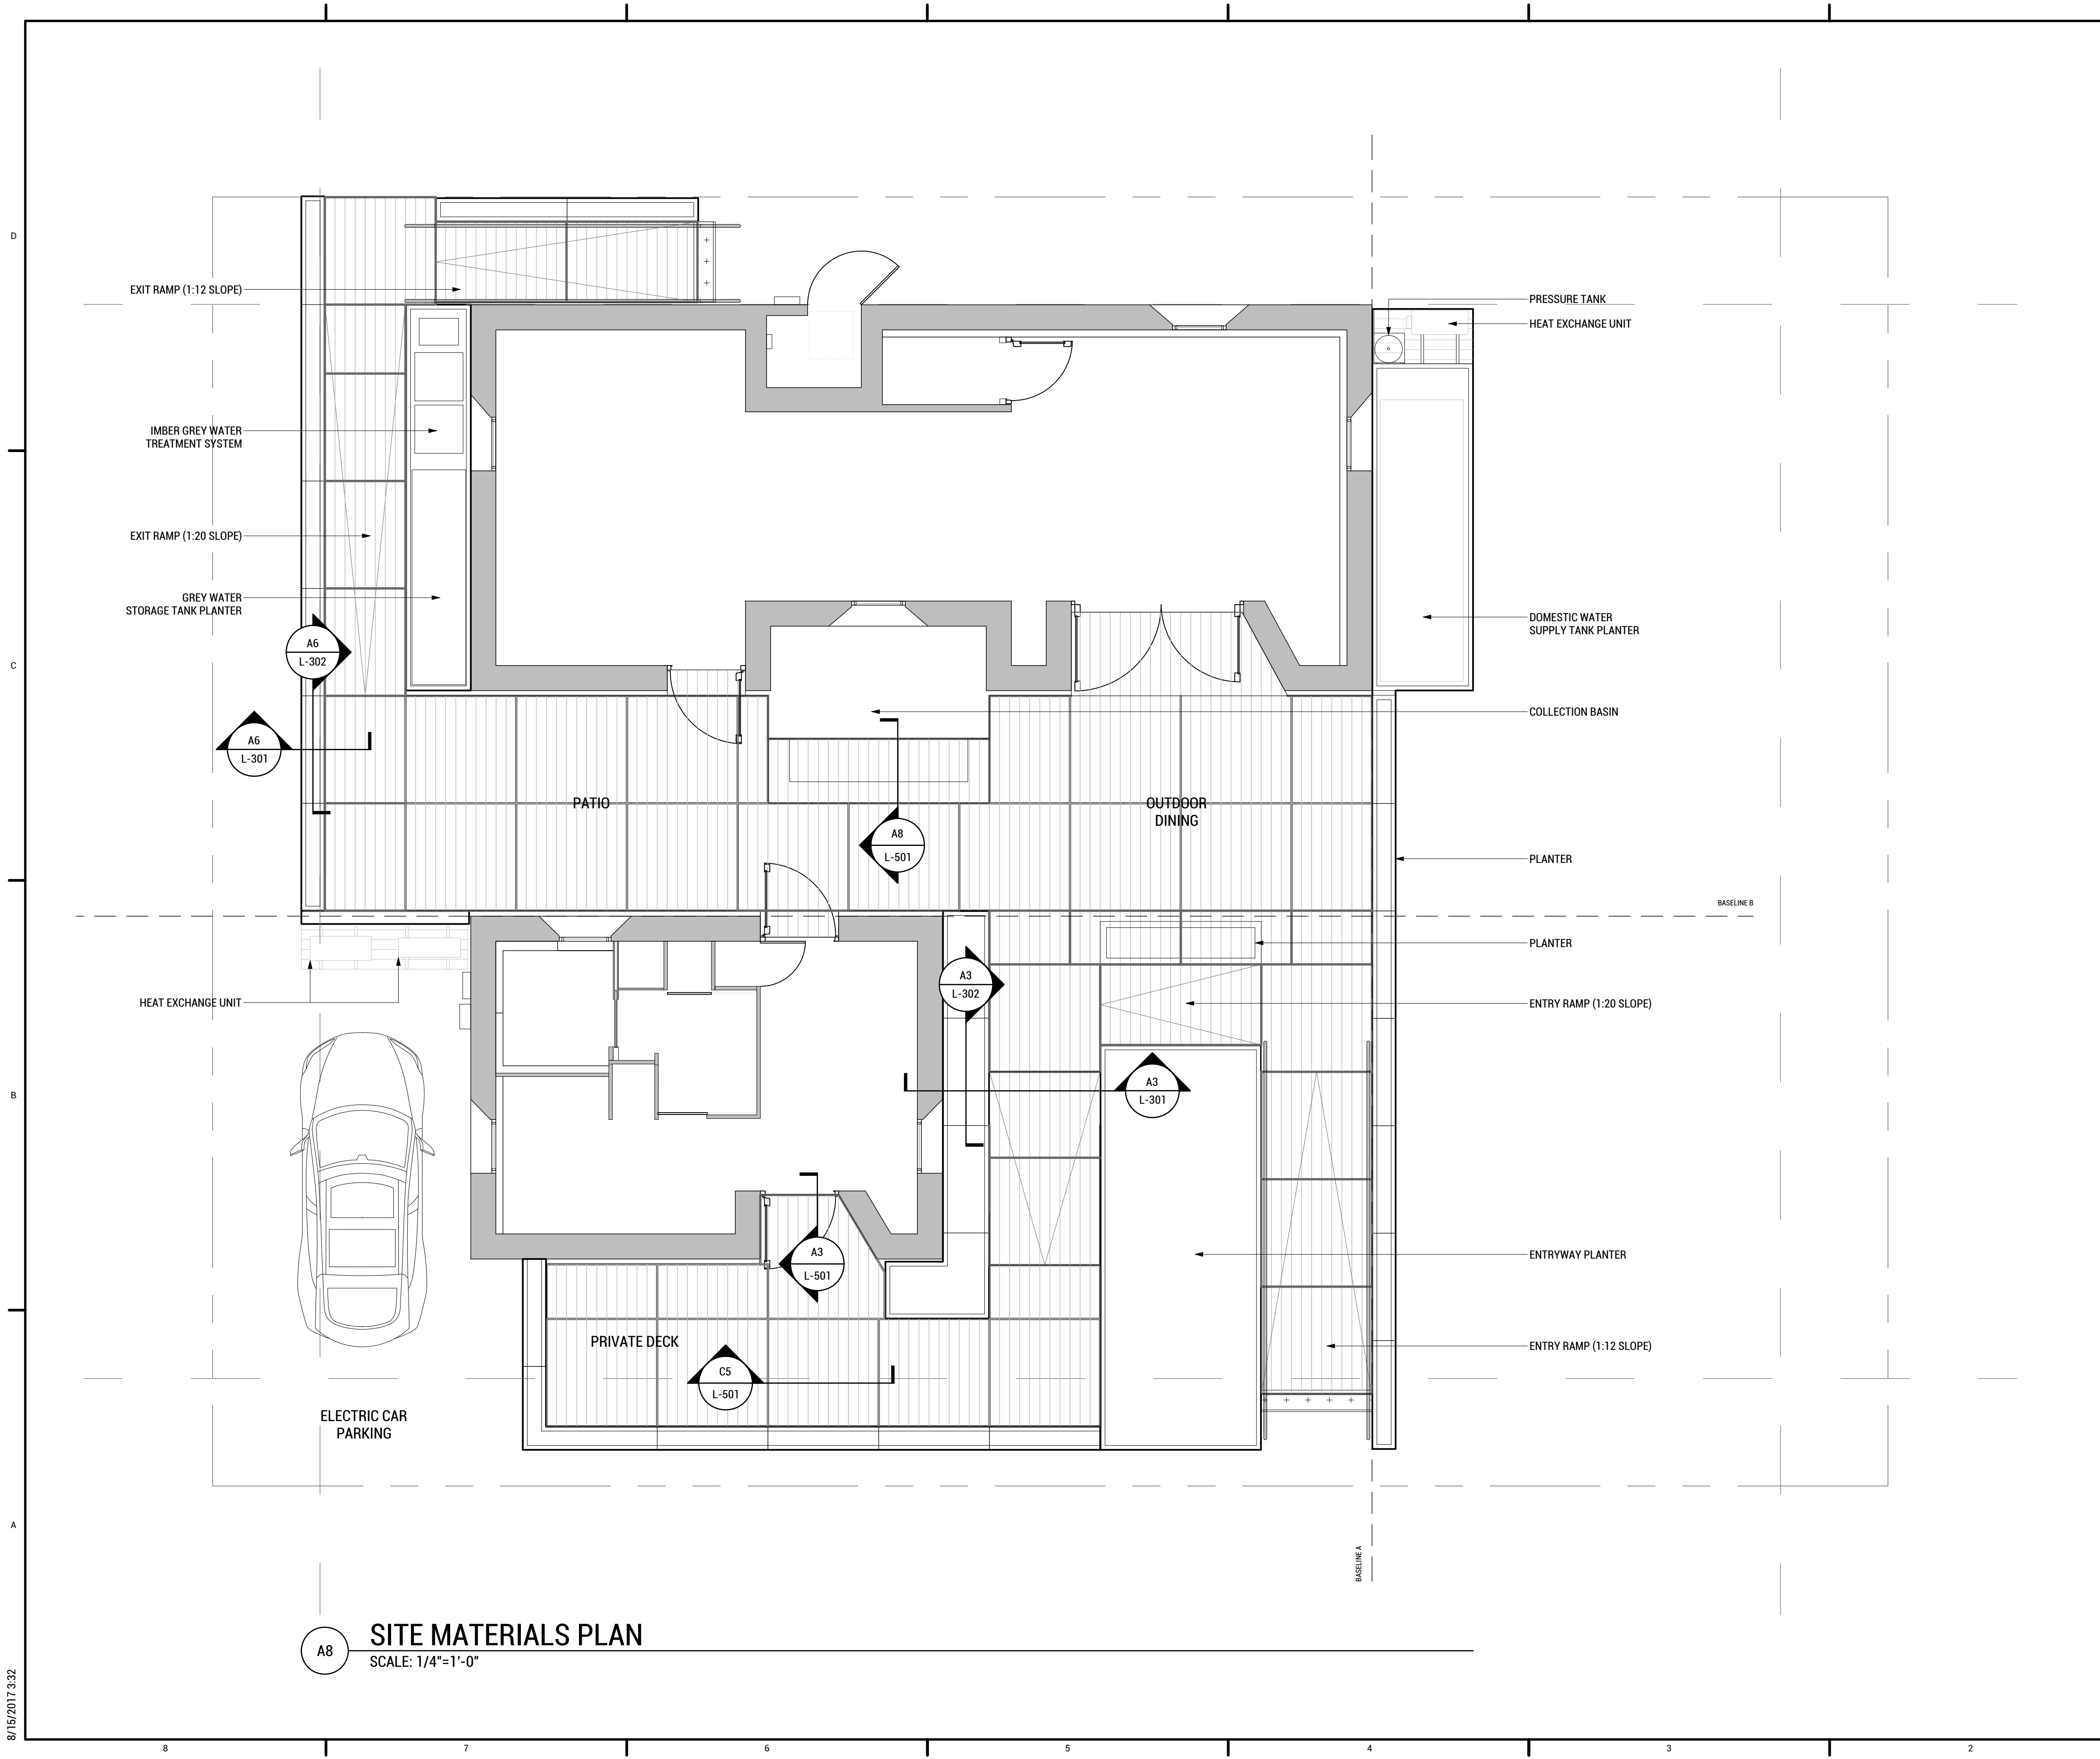 D
EXIT RAMP (1:12 SLOPE)
PRESSURE TANK
HEAT EXCHANGE UNIT
IMBER GREY WATER
TREATMENT SYSTEM
EXIT RAMP (1:20 SLOPE)
GREY WATER
STORAGE TANK PLANTER
DOMESTIC WATER
SUPPLY TANK PLANTER
A6
L-302
C
COLLECTION BASIN
A6
L-301
PATIO
OUTDOOR
DINING
A8
L-501
PLANTER
BASELINE B
PLANTER
A3
L-302
HEAT EXCHANGE UNIT
ENTRY RAMP (1:20 SLOPE)
A3
L-301
B
A3
L-501
ENTRYWAY PLANTER
PRIVATE DECK
ENTRY RAMP (1:12 SLOPE)
C5
L-501
ELECTRIC CAR
PARKING
A
BASELINE A
A8
SITE MATERIALS PLAN
SCALE: 1/4"=1'-0"
8/15/2017 3:32
8
7
6
5
4
3
2